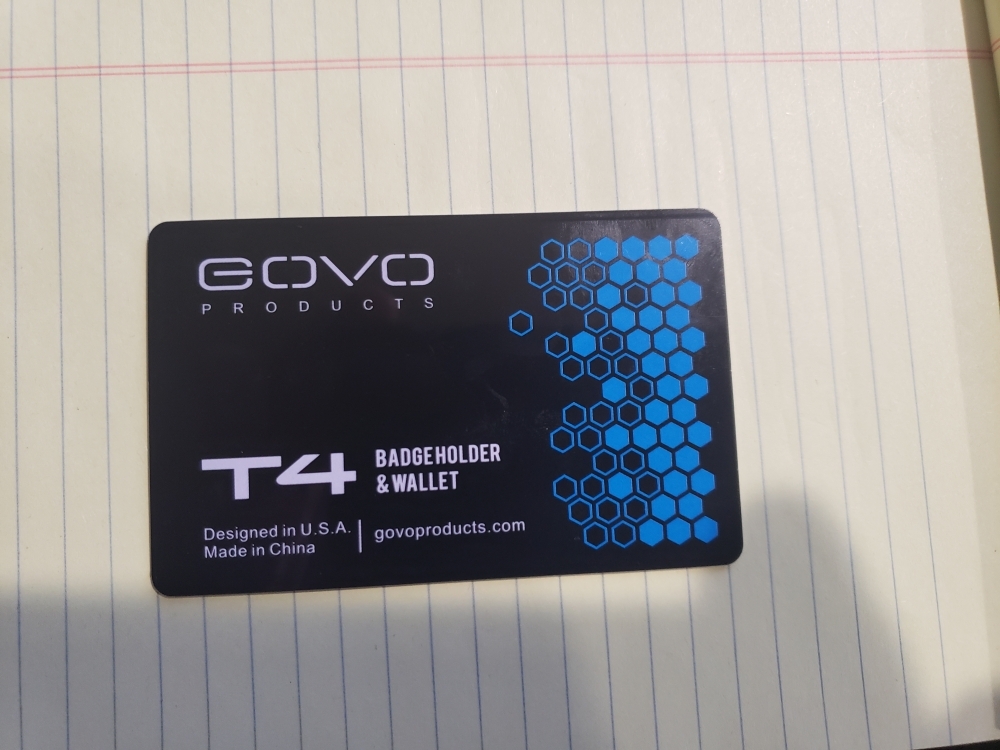 GOVO
PRODUCTS
T4 BADGEHOLDER
& WALLET
Designed in U.S.A.
Made in China
govoproducts.com